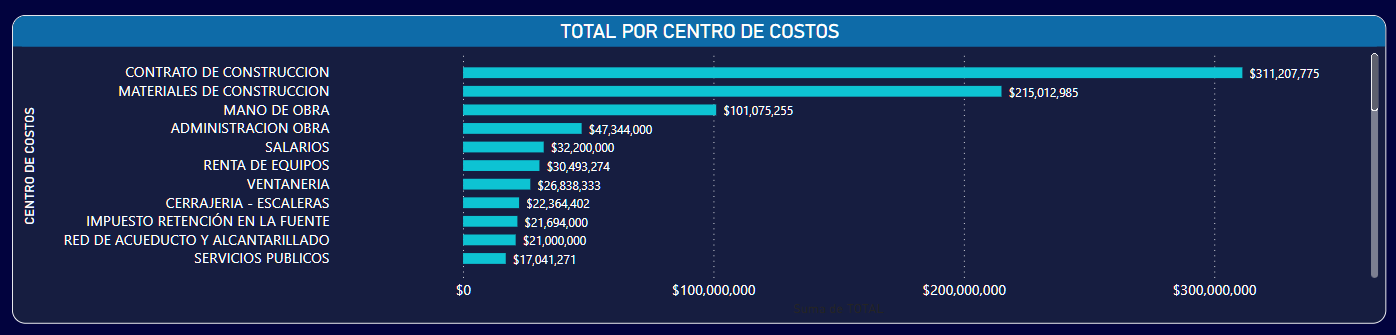 TOTAL POR CENTRO DE COSTOS
CENTRO DE COSTOS
CONTRATO DE CONSTRUCCION $311,207,775
MATERIALES DE CONSTRUCCION $215,012,985
MANO DE OBRA $101,075,255
ADMINISTRACION OBRA $47,344,000
SALARIOS $32,200,000
RENTA DE EQUIPOS $30,493,274
VENTANERIA $26,838,333
CERRAJERIA - ESCALERAS $22,364,402
IMPUESTO RETENCIÓN EN LA FUENTE $21,694,000
RED DE ACUEDUCTO Y ALCANTARILLADO $21,000,000
SERVICIOS PUBLICOS $17,041,271
$0 $100,000,000 $200,000,000 $300,000,000
Suma de TOTAL